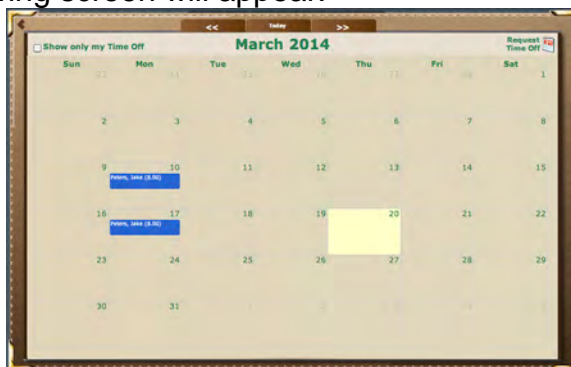 ing screen will appear.
<< Today >>
Show only my Time Off March 2014 Request Time Off
Sun Mon Tue Wed Thu Fri Sat
1
2 3 4 5 6 7 8
9 10 11 12 13 14 15
Peters, Jake (8.00)
16 17 18 19 20 21 22
Peters, Jake (8.00)
23 24 25 26 27 28 29
30 31